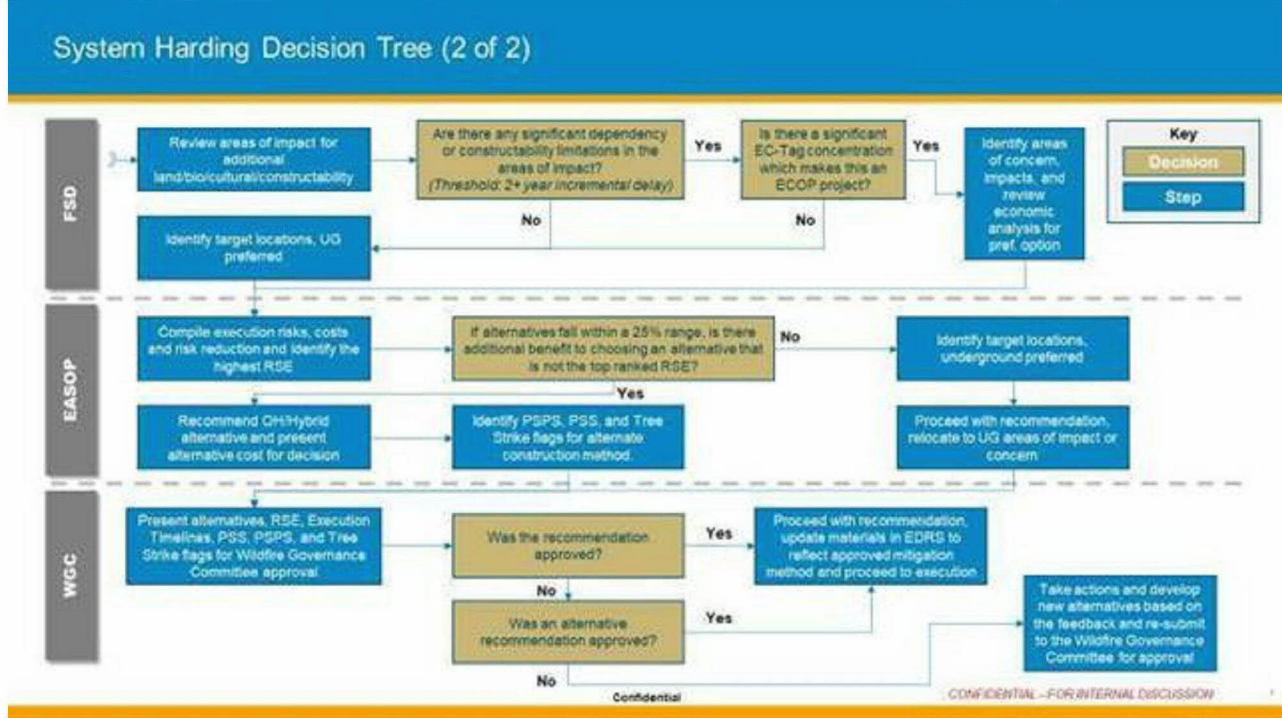 System Harding Decision Tree (2 of 2)
FSD
Review areas of impact for
additional
land/bio/cultural/constructability
Are there any significant dependency
or constructability limitations in the
areas of impact?
(Threshold: 2+ year incremental delay)
Yes
Is there a significant
EC-Tag concentration
which makes this an
ECOP project?
Yes
Identify areas
of concern,
impacts, and
review
economic
analysis for
pref. option
Key
Decision
Step
No
No
Identify target locations, UG
preferred
EASOP
Compile execution risks, costs
and risk reduction and identify the
highest RSE
If alternatives fall within a 25% range, is there
additional benefit to choosing an alternative that
is not the top ranked RSE?
No
Identify target locations,
underground preferred
Yes
Recommend OH/Hybrid
alternative and present
alternative cost for decision
Identify PSPS, PSS, and Tree
Strike flags for alternate
construction method.
Proceed with recommendation,
relocate to UG areas of impact or
concern
WGC
Present alternatives, RSE, Execution
Timelines, PSS, PSPS, and Tree
Strike flags for Wildfire Governance
Committee approval
Was the recommendation
approved?
Yes
Proceed with recommendation,
update materials in EDRS to
reflect approved mitigation
method and proceed to execution
No
Was an alternative
recommendation approved?
Yes
Take actions and develop
new alternatives based on
the feedback and re-submit
to the Wildfire Governance
Committee for approval
No
Confidential
CONFIDENTIAL – FOR INTERNAL DISCUSSION